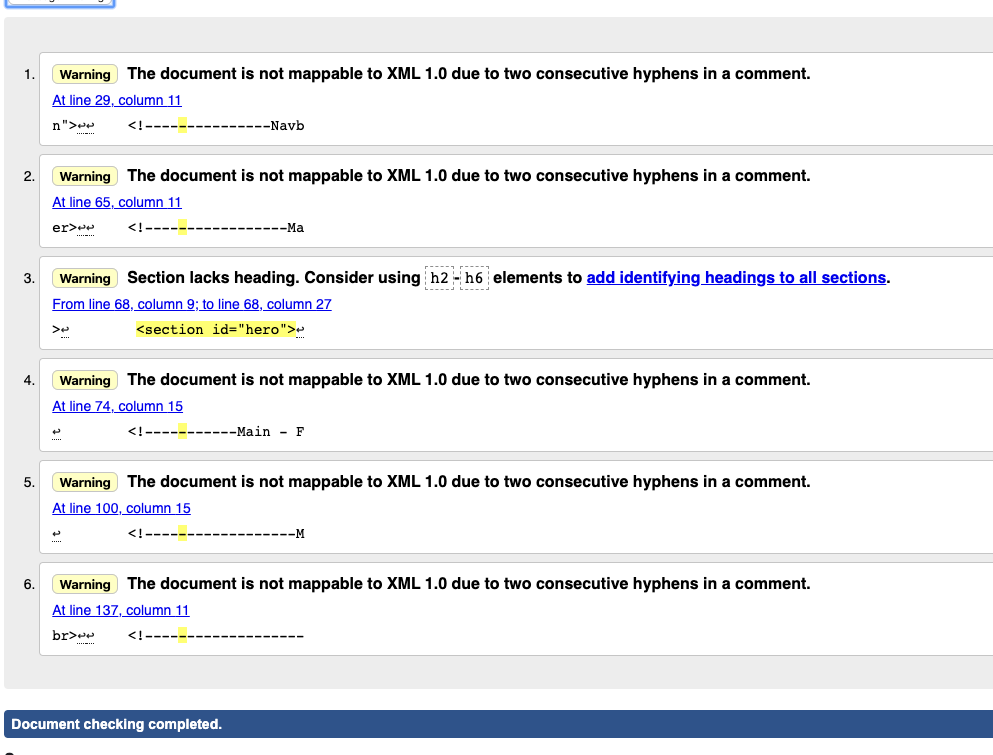 1. Warning The document is not mappable to XML 1.0 due to two consecutive hyphens in a comment.
At line 29, column 11
n">↩↩    <!---------------Navb
2. Warning The document is not mappable to XML 1.0 due to two consecutive hyphens in a comment.
At line 65, column 11
er>↩↩    <!-----------------Ma
3. Warning Section lacks heading. Consider using h2-h6 elements to add identifying headings to all sections.
From line 68, column 9; to line 68, column 27
>↩        <section id="hero">↩
4. Warning The document is not mappable to XML 1.0 due to two consecutive hyphens in a comment.
At line 74, column 15
↩        <!-----------Main - F
5. Warning The document is not mappable to XML 1.0 due to two consecutive hyphens in a comment.
At line 100, column 15
↩        <!------------------M
6. Warning The document is not mappable to XML 1.0 due to two consecutive hyphens in a comment.
At line 137, column 11
br>↩↩    <!-------------------
Document checking completed.